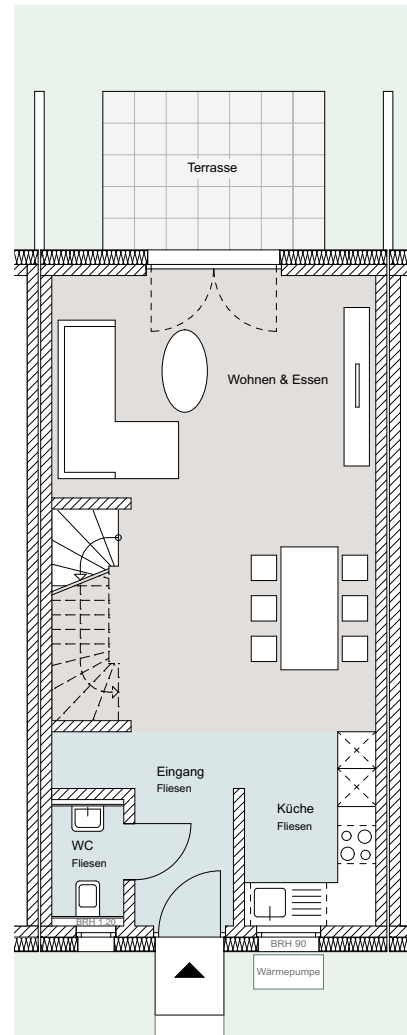 Terrasse
Wohnen & Essen
Eingang
Fliesen
Küche
Fliesen
WC
Fliesen
BRH 1.20
BRH 90
Wärmepumpe